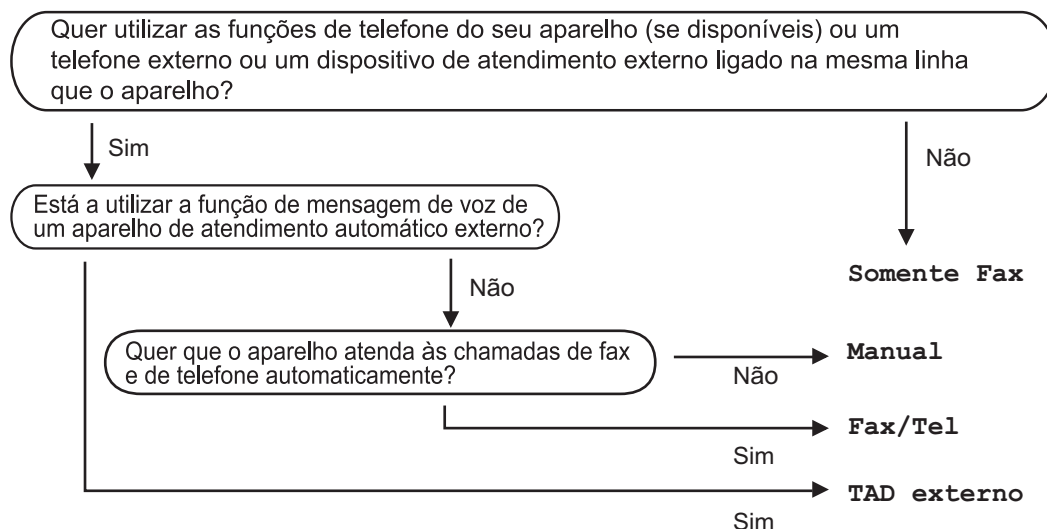 Quer utilizar as funções de telefone do seu aparelho (se disponíveis) ou um
telefone externo ou um dispositivo de atendimento externo ligado na mesma linha
que o aparelho?
Sim
Não
Está a utilizar a função de mensagem de voz de
um aparelho de atendimento automático externo?
Somente Fax
Não
Quer que o aparelho atenda às chamadas de fax
e de telefone automaticamente?
Manual
Não
Fax/Tel
Sim
TAD externo
Sim